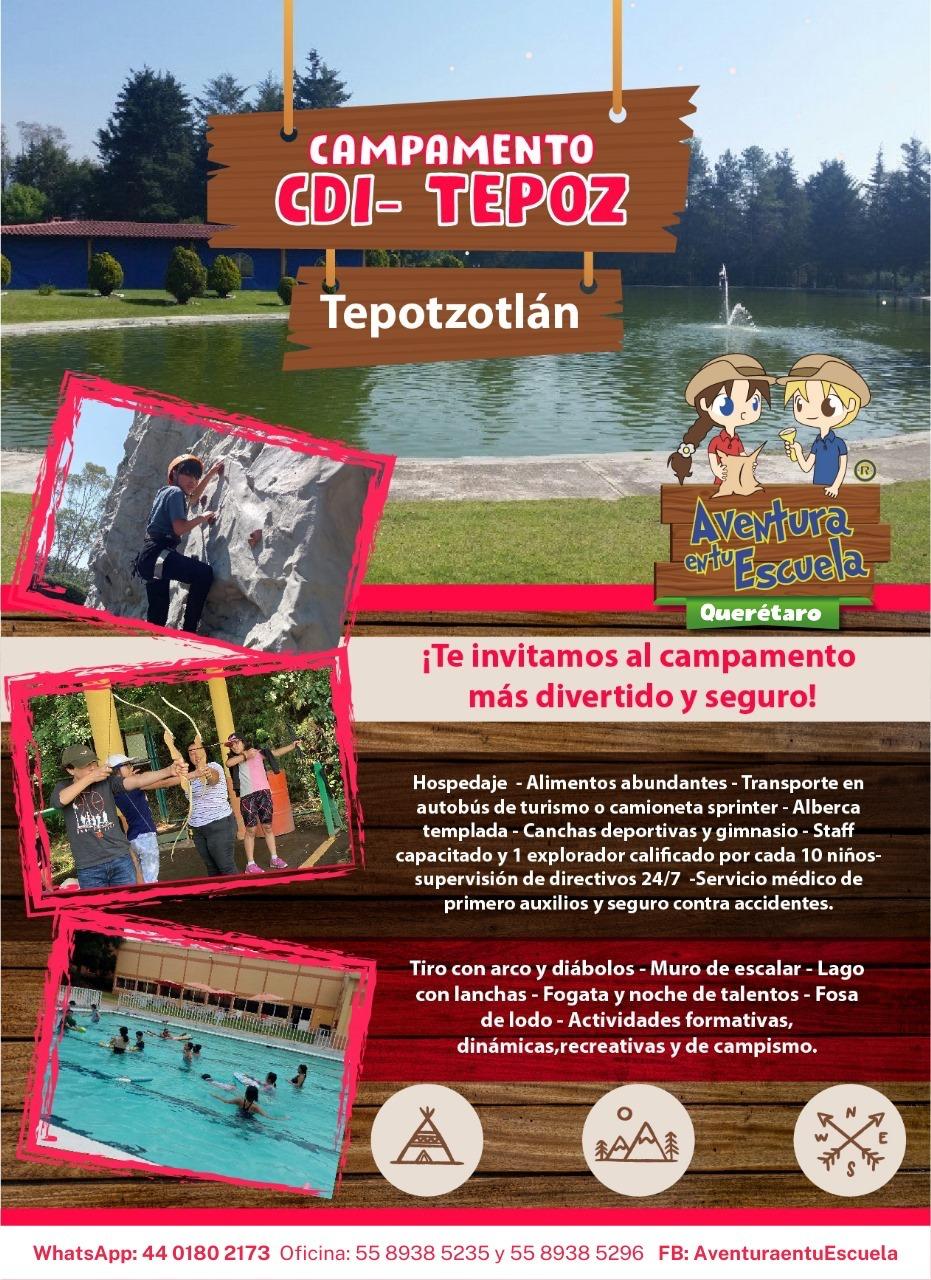 CAMPAMENTO
CDI- TEPOZ
Tepotzotlán
Aventura
en tu
Escuela
®
Querétaro
¡Te invitamos al campamento
más divertido y seguro!
Hospedaje - Alimentos abundantes - Transporte en
autobús de turismo o camioneta sprinter - Alberca
templada - Canchas deportivas y gimnasio - Staff
capacitado y 1 explorador calificado por cada 10 niños-
supervisión de directivos 24/7 -Servicio médico de
primero auxilios y seguro contra accidentes.
Tiro con arco y diábolos - Muro de escalar - Lago
con lanchas - Fogata y noche de talentos - Fosa
de lodo - Actividades formativas,
dinámicas,recreativas y de campismo.
N
W E
S
WhatsApp: 44 0180 2173 Oficina: 55 8938 5235 y 55 8938 5296 FB: AventuraentuEscuela